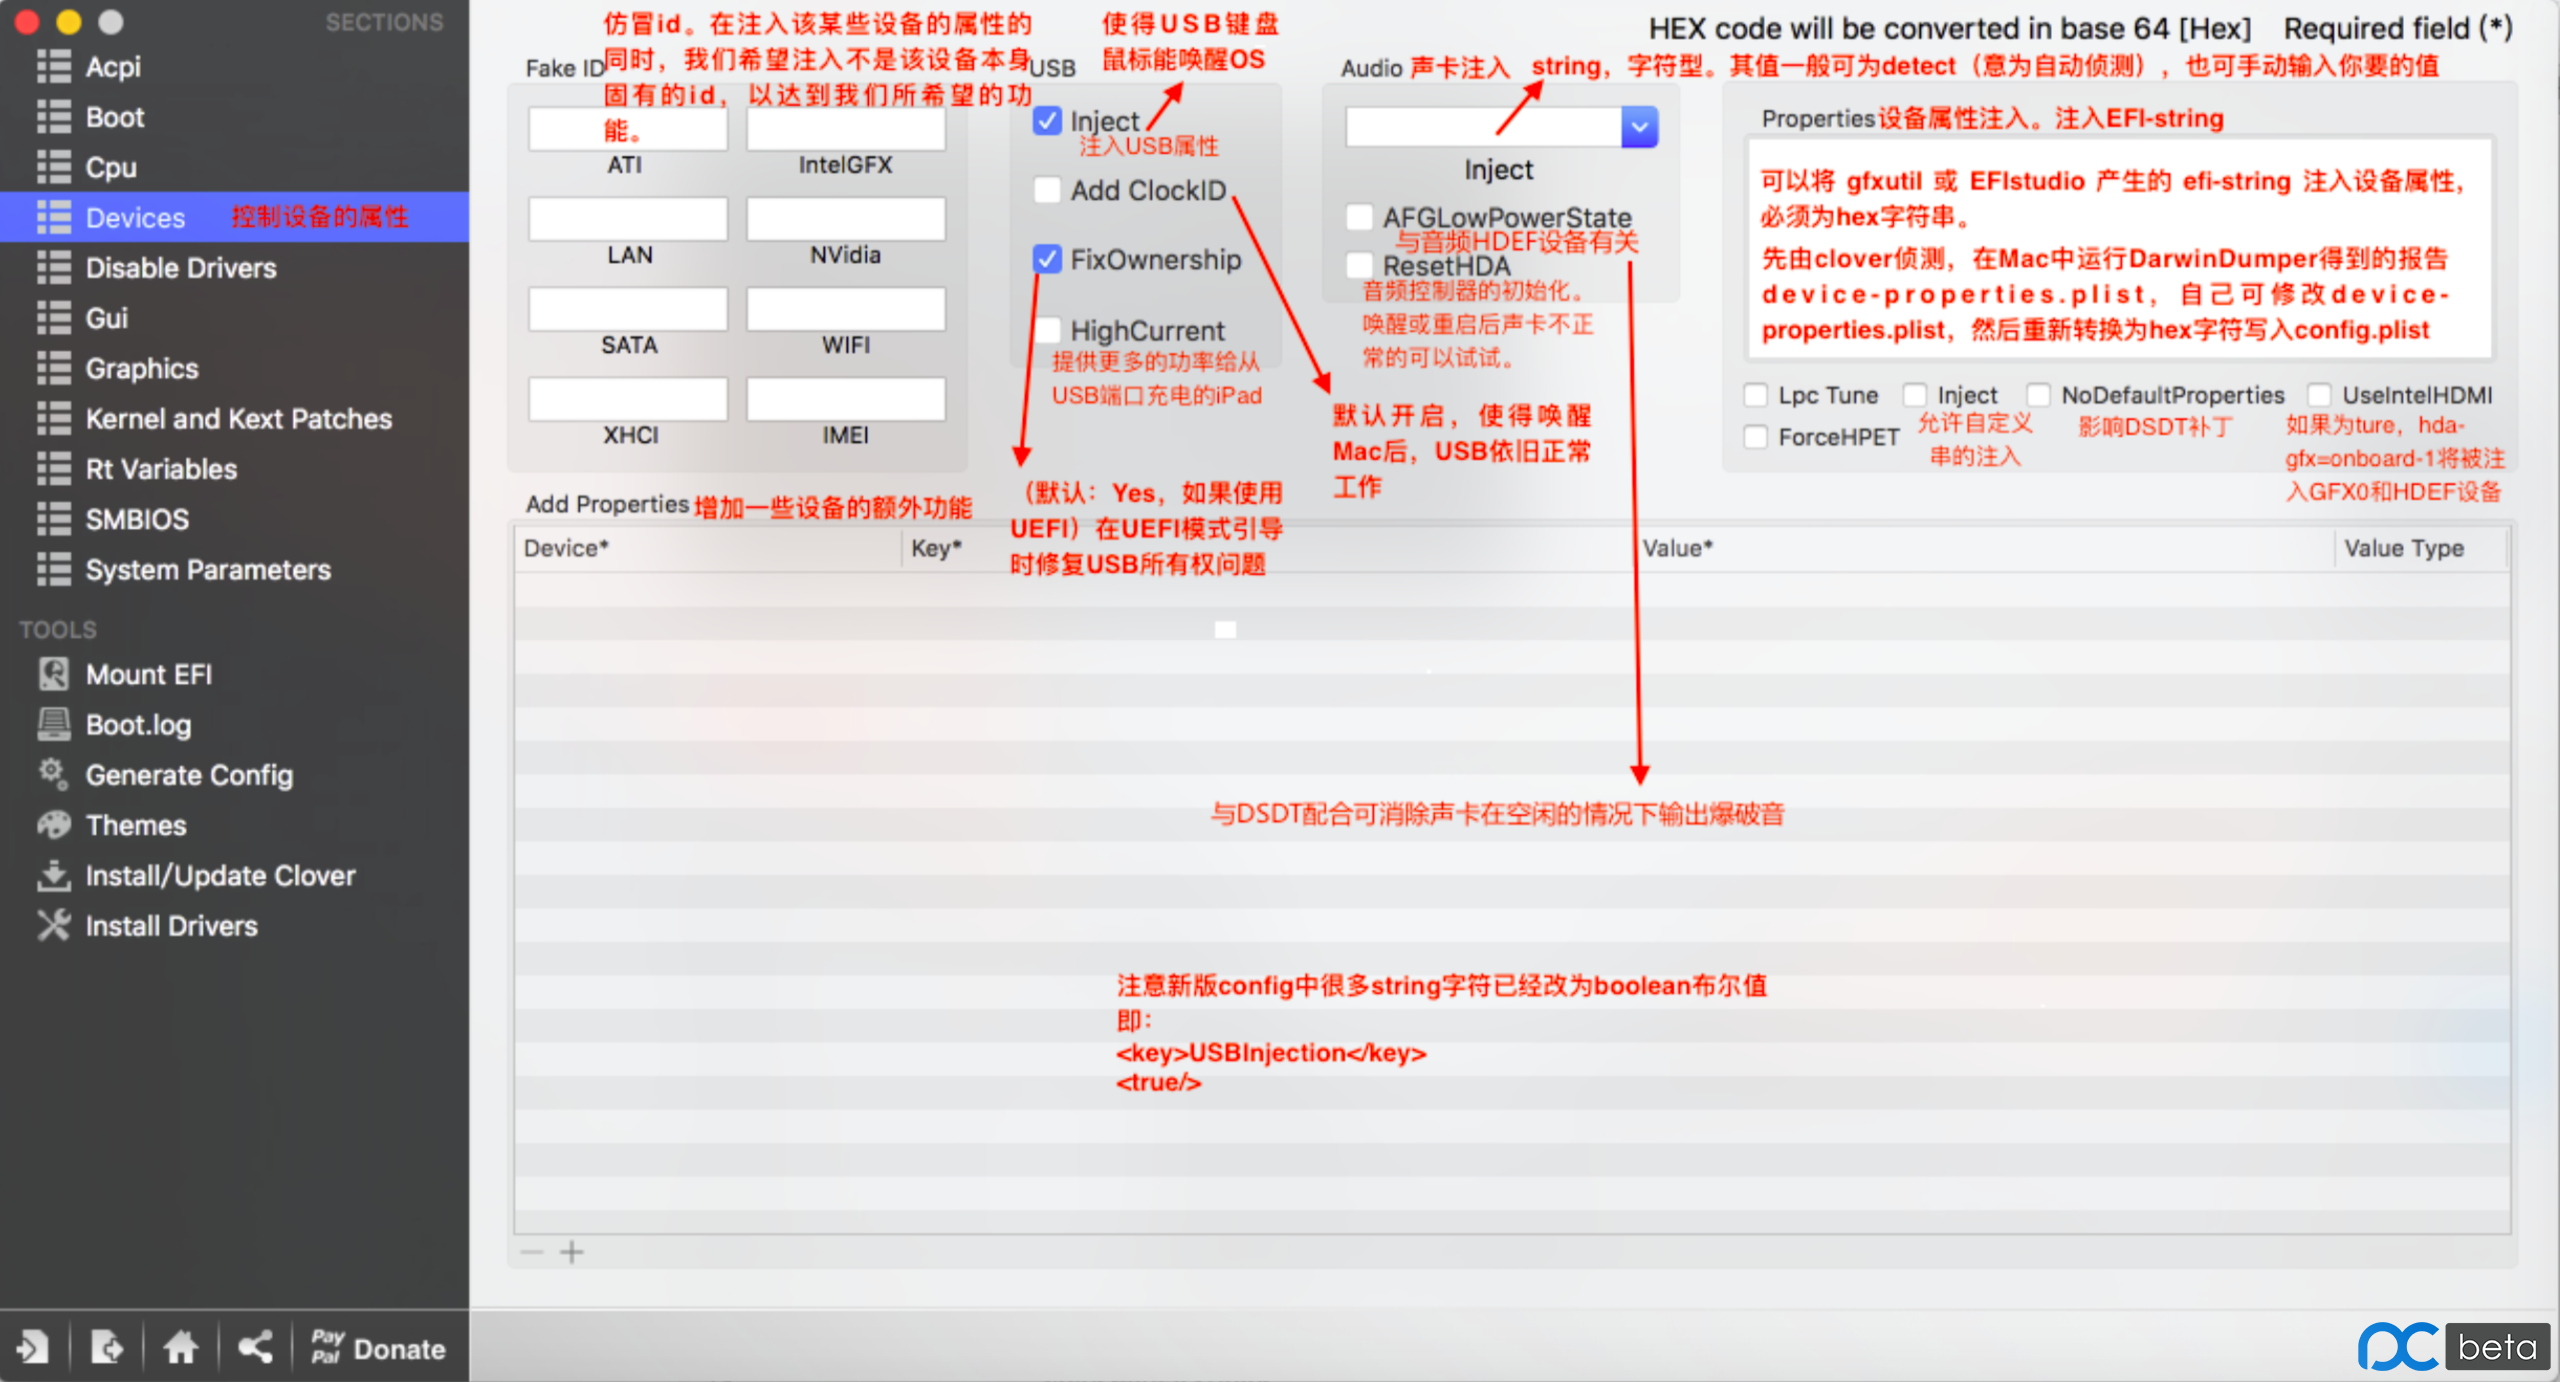 SECTIONS
Acpi
Boot
Cpu
Devices 控制设备的属性
Disable Drivers
Gui
Graphics
Kernel and Kext Patches
Rt Variables
SMBIOS
System Parameters
TOOLS
Mount EFI
Boot.log
Generate Config
Themes
Install/Update Clover
Install Drivers
Pay
Pal
Donate
HEX code will be converted in base 64 [Hex] Required field (*)
Fake ID
仿冒id。在注入该某些设备的属性的
同时，我们希望注入不是该设备本身
固有的id，以达到我们所希望的功
能。
ATI
IntelGFX
LAN
NVidia
SATA
WIFI
XHCI
IMEI
USB
使得USB键盘
鼠标能唤醒OS
Inject
注入USB属性
Add ClockID
FixOwnership
HighCurrent
提供更多的功率给从
USB端口充电的iPad
（默认：Yes，如果使用
UEFI）在UEFI模式引导
时修复USB所有权问题
默认开启，使得唤醒
Mac后，USB依旧正常
工作
Audio 声卡注入 string，字符型。其值一般可为detect（意为自动侦测），也可手动输入你要的值
Inject
AFGLowPowerState
与音频HDEF设备有关
ResetHDA
音频控制器的初始化。
唤醒或重启后声卡不正
常的可以试试。
Properties设备属性注入。注入EFI-string
可以将 gfxutil 或 EFIstudio 产生的 efi-string 注入设备属性，
必须为hex字符串。
先由clover侦测，在Mac中运行DarwinDumper得到的报告
device-properties.plist，自己可修改device-
properties.plist，然后重新转换为hex字符写入config.plist
Lpc Tune
Inject
NoDefaultProperties
UseIntelHDMI
ForceHPET
允许自定义
串的注入
影响DSDT补丁
如果为ture，hda-
gfx=onboard-1将被注
入GFX0和HDEF设备
Add Properties 增加一些设备的额外功能
Device* Key* Value* Value Type
与DSDT配合可消除声卡在空闲的情况下输出爆破音
注意新版config中很多string字符已经改为boolean布尔值
即：
<key>USBInjection</key>
<true/>
pc beta